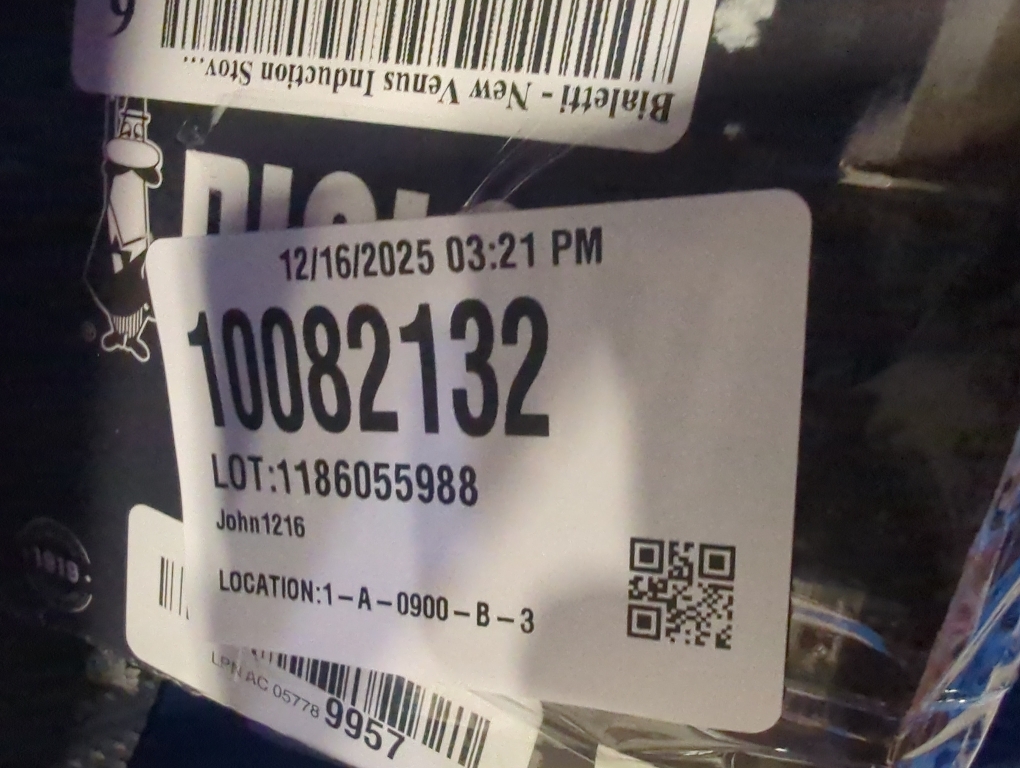 Bialetti - New Venus Induction Stov...
12/16/2025 03:21 PM
10082132
LOT:1186055988
John1216
LOCATION:1-A-0900-B-3
LPN AC 05778 9957
1919